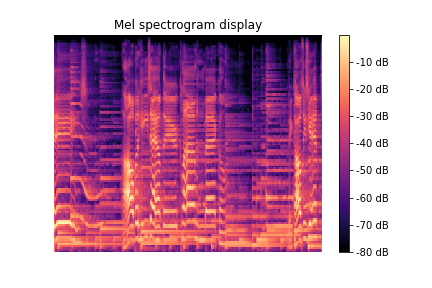 Mel spectrogram display
-10 dB
-20 dB
-30 dB
-40 dB
-50 dB
-60 dB
-70 dB
-80 dB